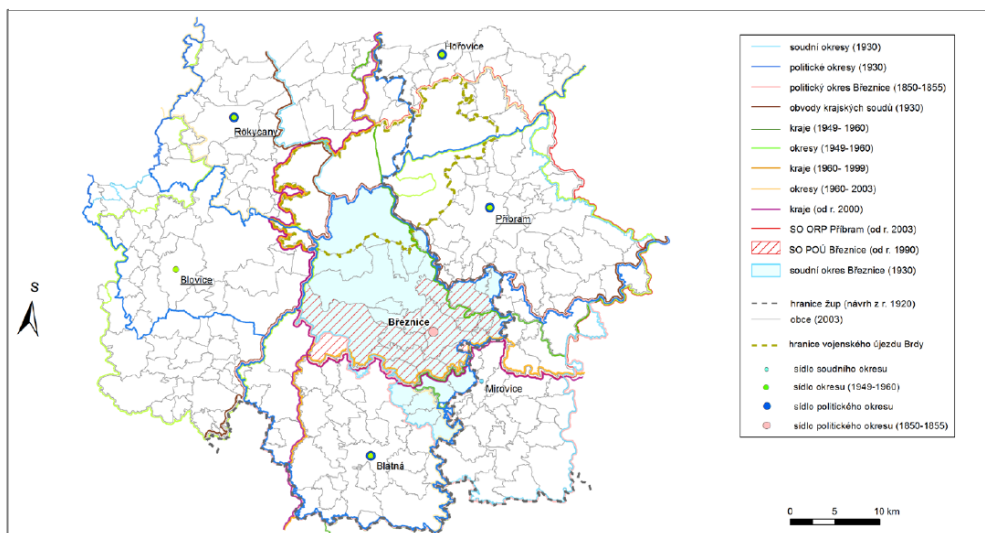 Hořovice
Rokycany
Příbram
Blovice
Březnice
Mirovice
Blatná
S
soudní okresy (1930)
politické okresy (1930)
politický okres Březnice (1850-1855)
obvody krajských soudů (1930)
kraje (1949- 1960)
okresy (1949-1960)
kraje (1960- 1999)
okresy (1960- 2003)
kraje (od r. 2000)
SO ORP Příbram (od r. 2003)
SO POÚ Březnice (od r. 1990)
soudní okres Březnice (1930)
hranice žup (návrh z r. 1920)
obce (2003)
hranice vojenského újezdu Brdy
sídlo soudního okresu
sídlo okresu (1949-1960)
sídlo politického okresu
sídlo politického okresu (1850-1855)
0 5 10 km